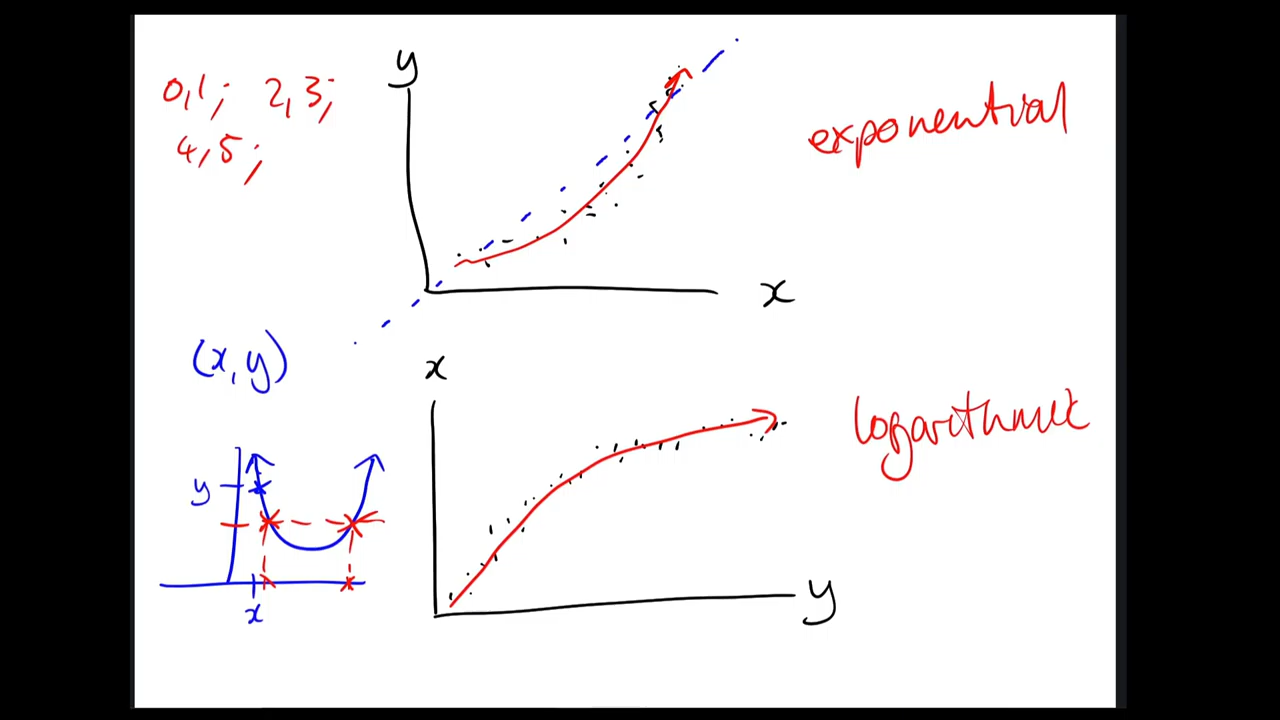 0,1; 2,3;
4,5;
y
x
exponential
(x, y)
x
y
logarithmic
y
x